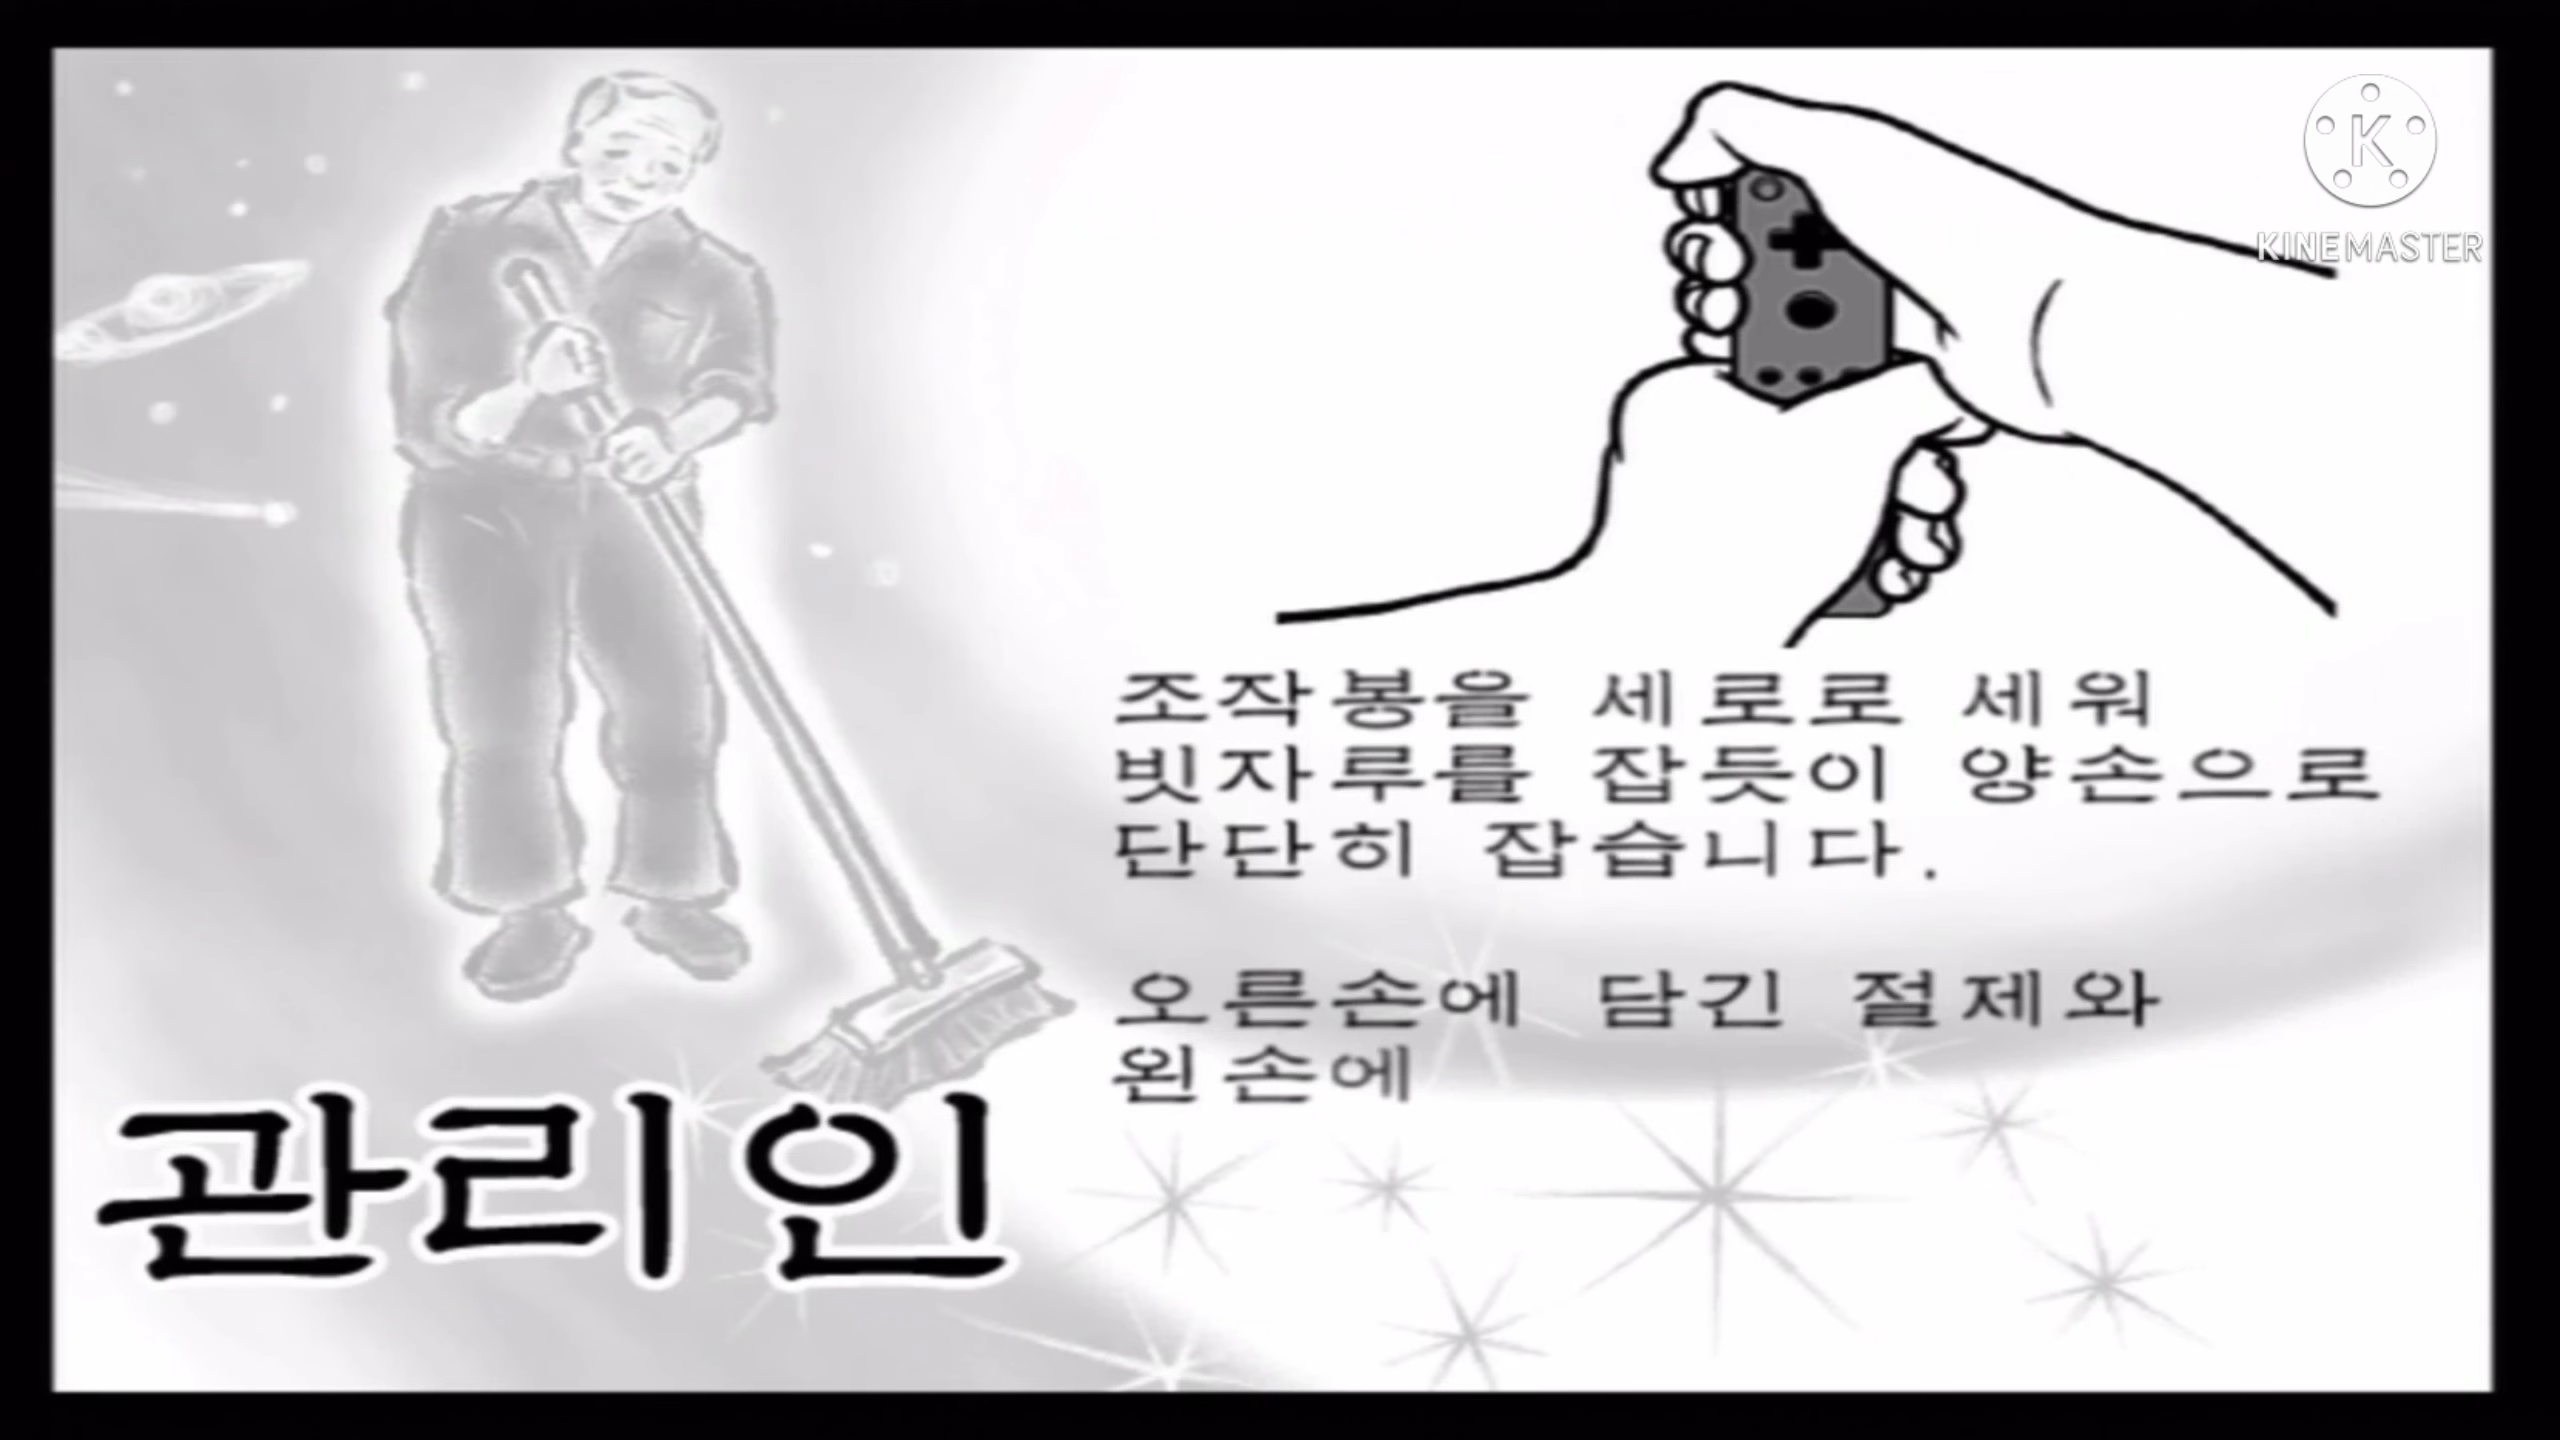 KINEMASTER
조작봉을 세로로 세워
빗자루를 잡듯이 양손으로
단단히 잡습니다.
오른손에 담긴 절제와
왼손에
관리인